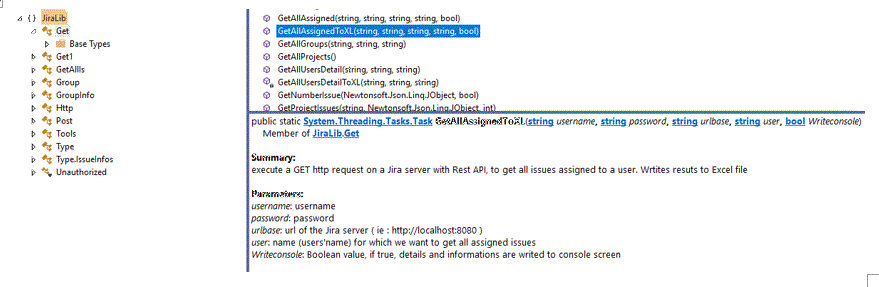 JiraLib
Get
Base Types
Get1
GetAlls
Group
GroupInfo
Http
Post
Tools
Type
Type.IssueInfos
Unauthorized
GetAllAssigned(string, string, string, string, bool)
GetAllAssignedToXL(string, string, string, string, bool)
GetAllGroups(string, string, string)
GetAllProjects()
GetAllUsersDetail(string, string, string)
GetAllUsersDetailToXL(string, string, string)
GetNumberIssue(Newtonsoft.Json.Linq.JObject, bool)
GetProjectIssues(string, Newtonsoft.Json.Linq.JObject, int)
public static System.Threading.Tasks.Task GetAllAssignedToXL(string username, string password, string urlbase, string user, bool Writeconsole)
Member of JiraLib.Get
Summary:
execute a GET http request on a Jira server with Rest API, to get all issues assigned to a user. Wrtites resuts to Excel file
Parameters:
username: username
password: password
urlbase: url of the Jira server ( ie : http://localhost:8080 )
user: name (users'name) for which we want to get all assigned issues
Writeconsole: Boolean value, if true, details and informations are writed to console screen